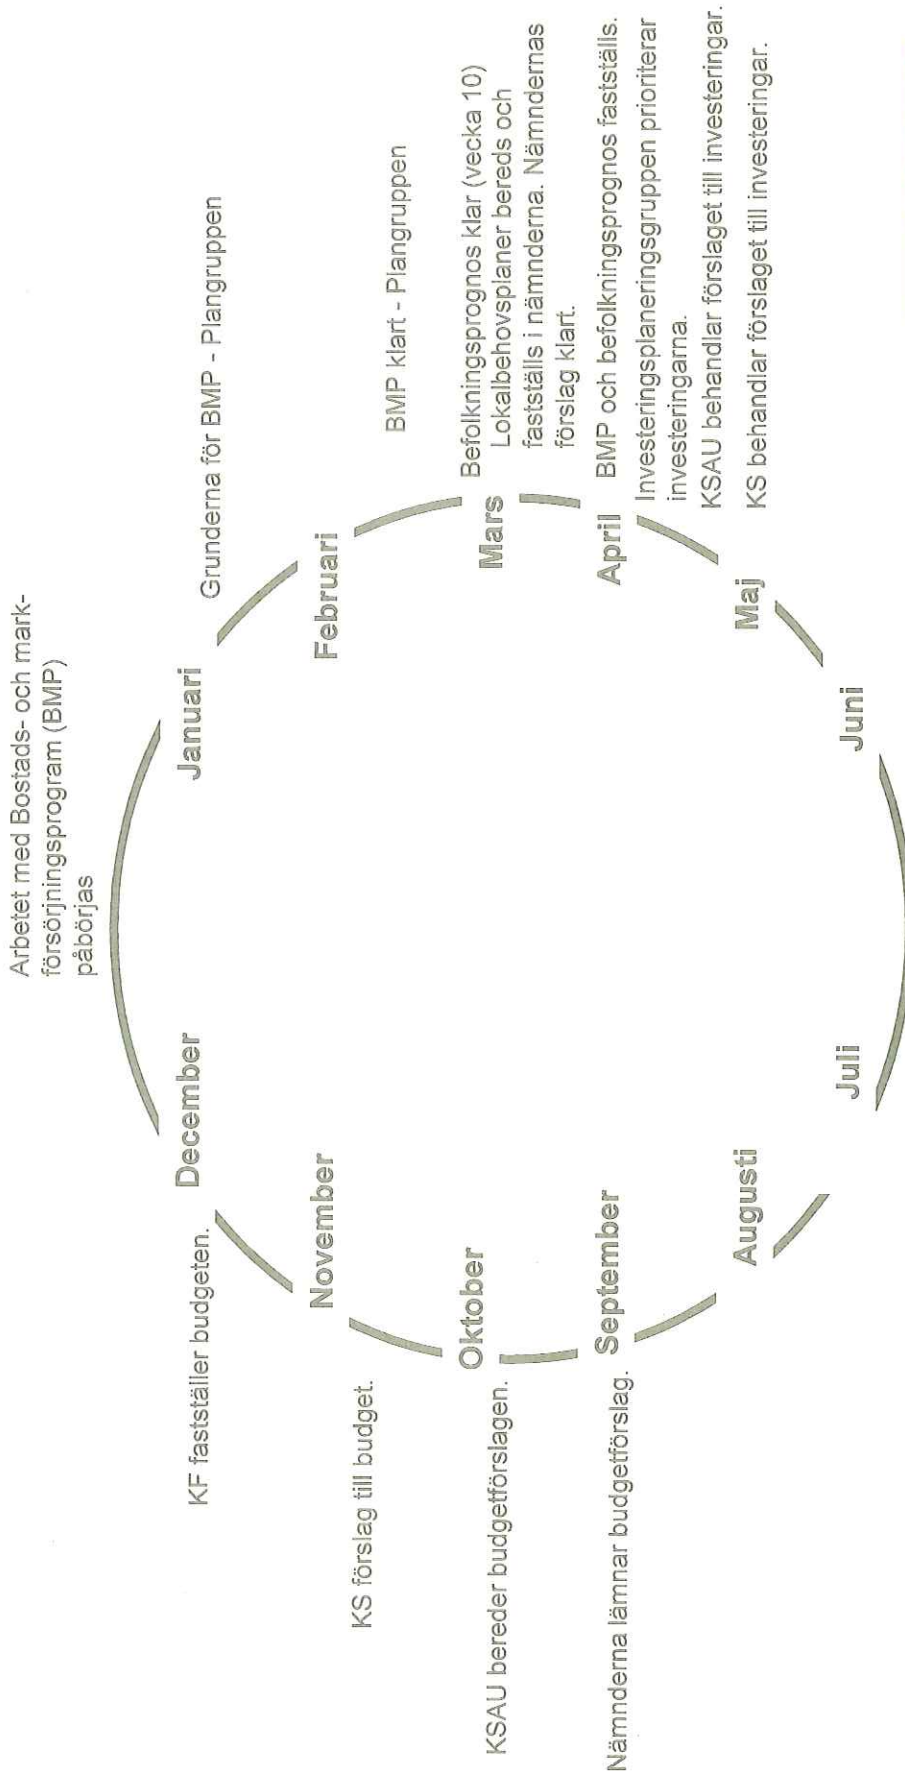 Arbetet med Bostads- och mark-
försörjningsprogram (BMP)
påbörjas
Januari
Grunderna för BMP - Plangruppen
Februari
BMP klart - Plangruppen
Mars
Befolkningsprognos klar (vecka 10)
Lokalbehovsplaner bereds och
fastställs i nämnderna. Nämndernas
förslag klart.
April
BMP och befolkningsprognos fastställs.
Investeringsplaneringsgruppen prioriterar
investeringarna.
KSAU behandlar förslaget till investeringar.
Maj
KS behandlar förslaget till investeringar.
Juni
Juli
Augusti
September
Nämnderna lämnar budgetförslag.
Oktober
KSAU bereder budgetförslagen.
November
KS förslag till budget.
December
KF fastställer budgeten.